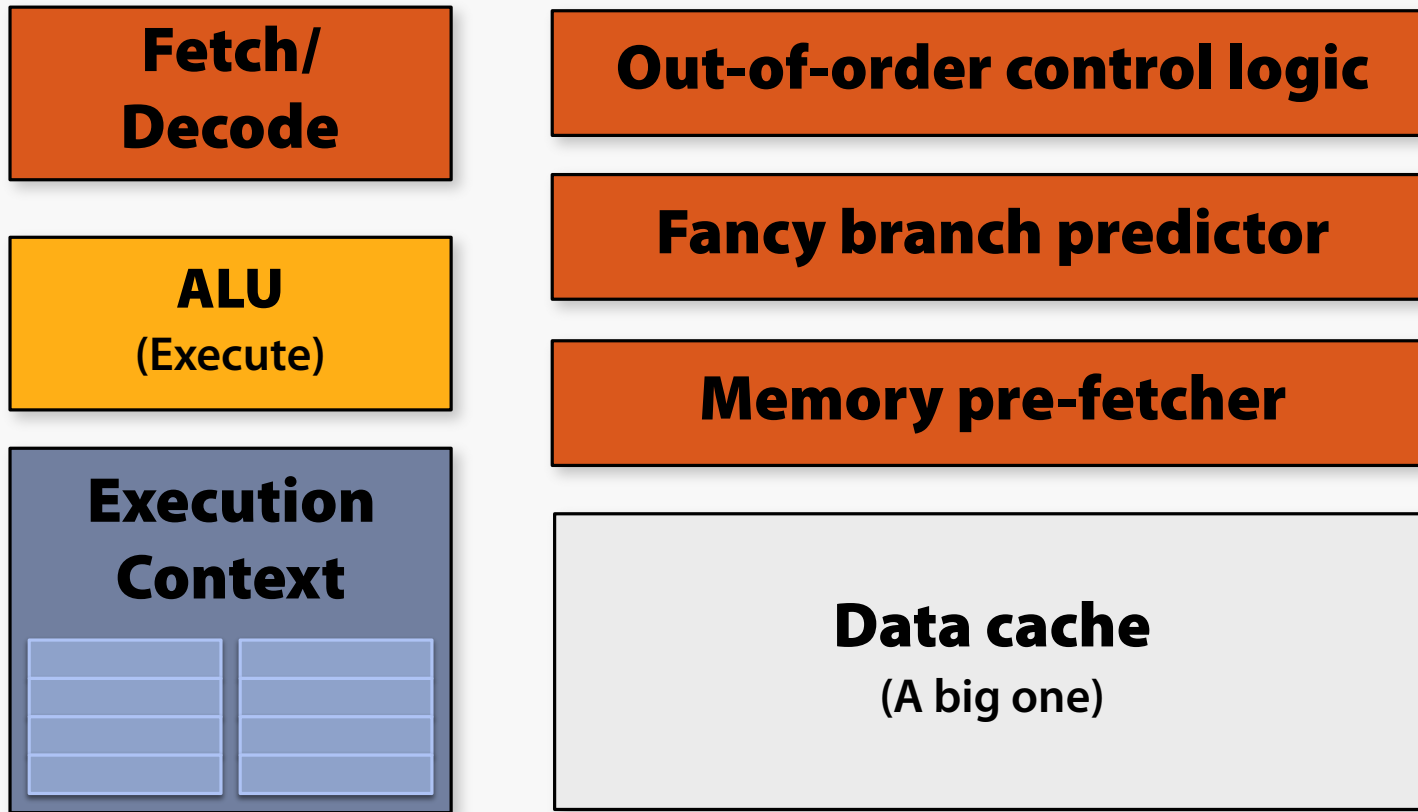 Fetch/
Decode
ALU
(Execute)
Execution
Context
Out-of-order control logic
Fancy branch predictor
Memory pre-fetcher
Data cache
(A big one)